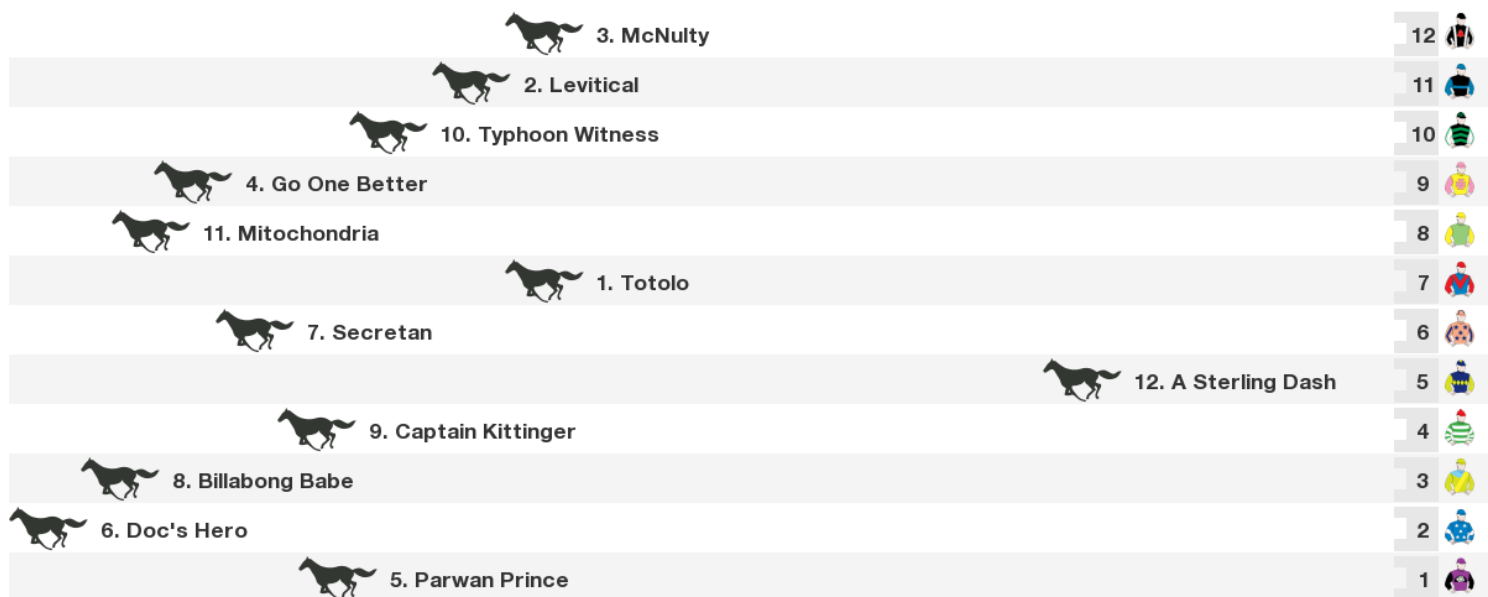 3. McNulty 12
2. Levitical 11
10. Typhoon Witness 10
4. Go One Better 9
11. Mitochondria 8
1. Totolo 7
7. Secretan 6
12. A Sterling Dash 5
9. Captain Kittinger 4
8. Billabong Babe 3
6. Doc's Hero 2
5. Parwan Prince 1